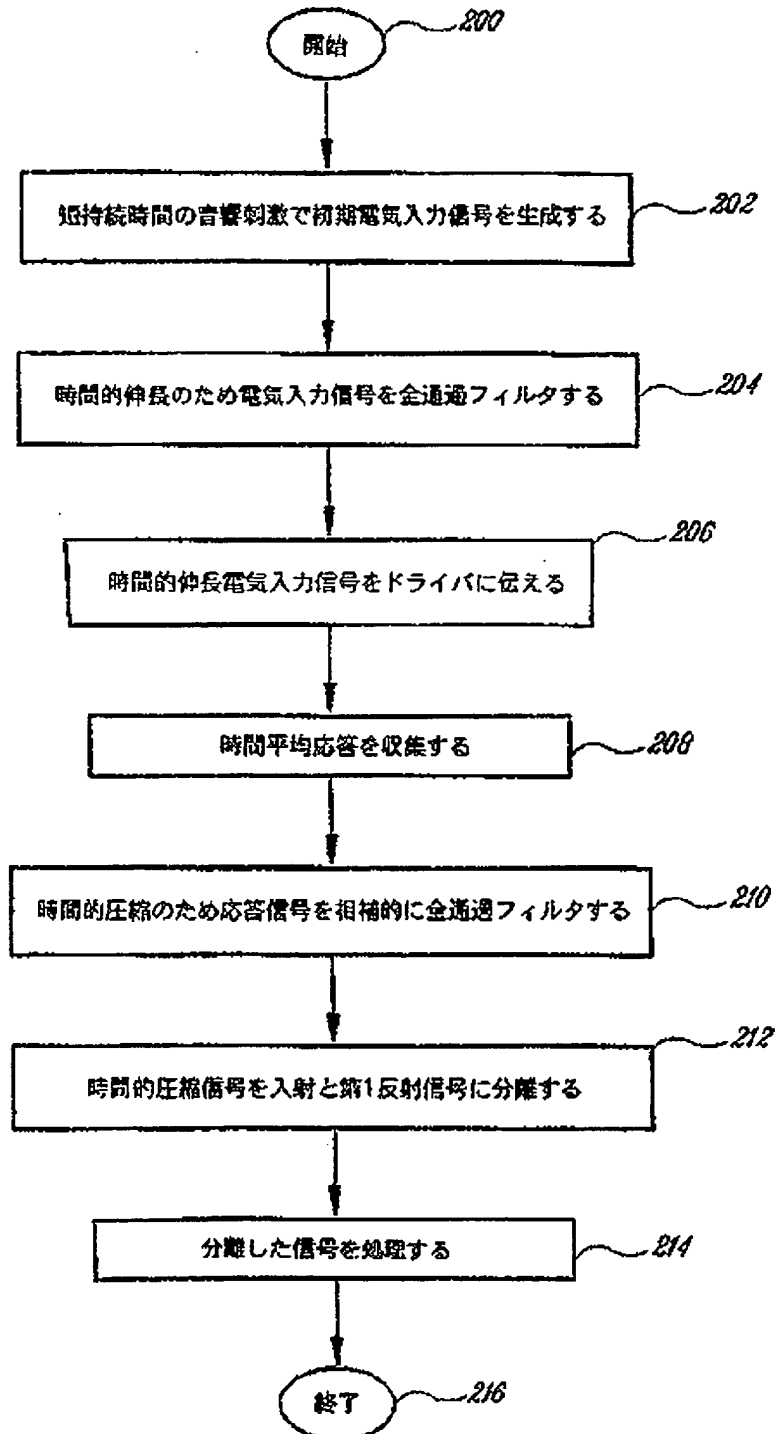 開始
200
短持続時間の音響刺激で初期電気入力信号を生成する
202
時間的伸長のため電気入力信号を全通過フィルタする
204
206
時間的伸長電気入力信号をドライバに伝える
時間平均応答を収集する
208
時間的圧縮のため応答信号を相補的に全通過フィルタする
210
212
時間的圧縮信号を入射と第1反射信号に分離する
分離した信号を処理する
214
終了
216